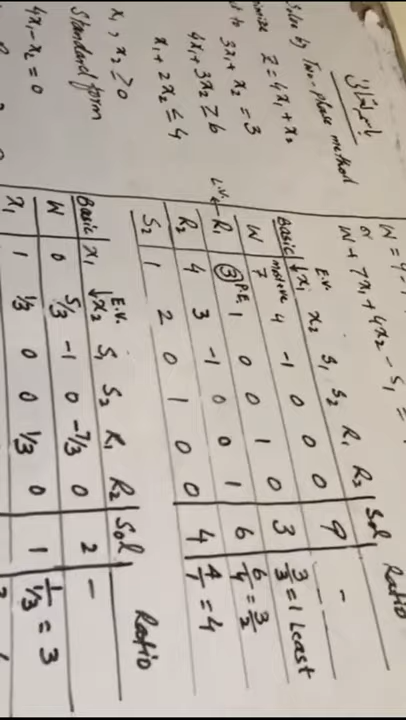 Solve by Two-phase method
Z = 4x₁ + x₂
3x₁ + x₂ = 3
4x₁ + 3x₂ ≥ 6
x₁ + 2x₂ ≤ 4
x₁, x₂ ≥ 0
Standard form
4x₁ - x₂ = 0
or
W + 7x₁ + 4x₂ - S₁ =
E.V.
Basic ↓x₁ x₂ S₁ S₂ R₁ R₂ Sol Ratio
W 7 4 -1 0 0 0 9 -
L.V. ← R₁ ③ P.E. 1 0 0 1 0 3 3/3 = 1 Least
R₂ 4 3 -1 0 0 1 6 6/4 = 3/2
S₂ 1 2 0 1 0 0 4 4/1 = 4
E.V.
Basic x₁ ↓x₂ S₁ S₂ R₁ R₂ Sol Ratio
W 0 5/3 -1 0 -7/3 0 2 -
x₁ 1 1/3 0 0 1/3 0 1 1/1/3 = 3